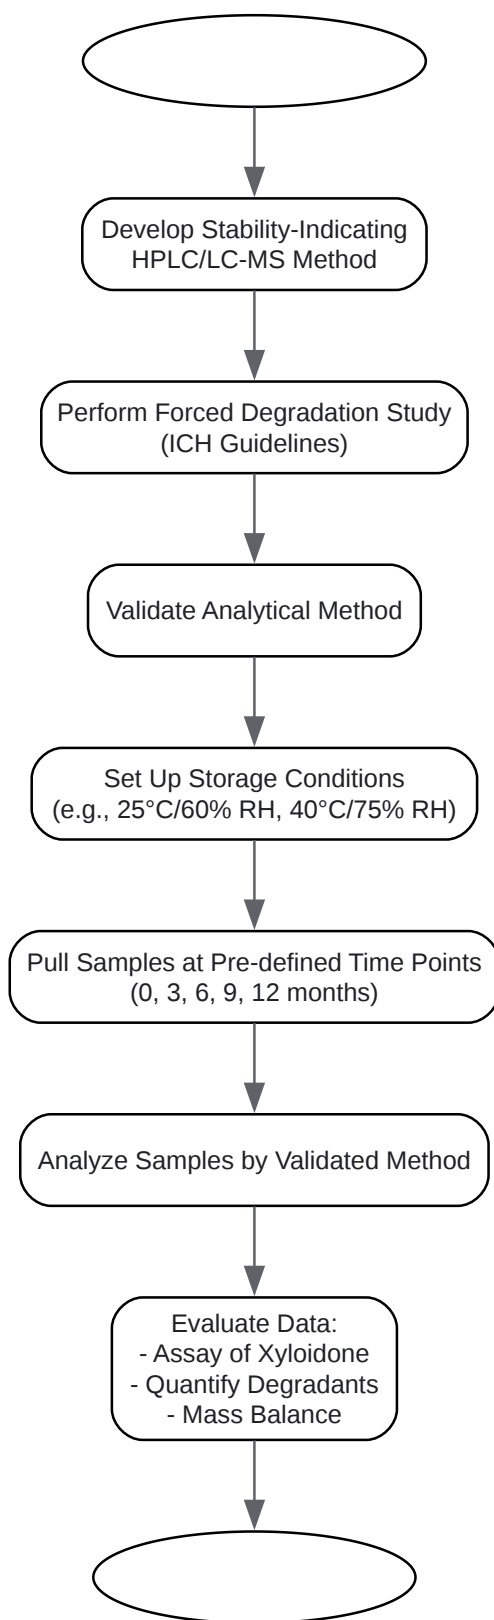 Develop Stability-Indicating
HPLC/LC-MS Method
Perform Forced Degradation Study
(ICH Guidelines)
Validate Analytical Method
Set Up Storage Conditions
(e.g., 25°C/60% RH, 40°C/75% RH)
Pull Samples at Pre-defined Time Points
(0, 3, 6, 9, 12 months)
Analyze Samples by Validated Method
Evaluate Data:
- Assay of Xyloidone
- Quantify Degradants
- Mass Balance